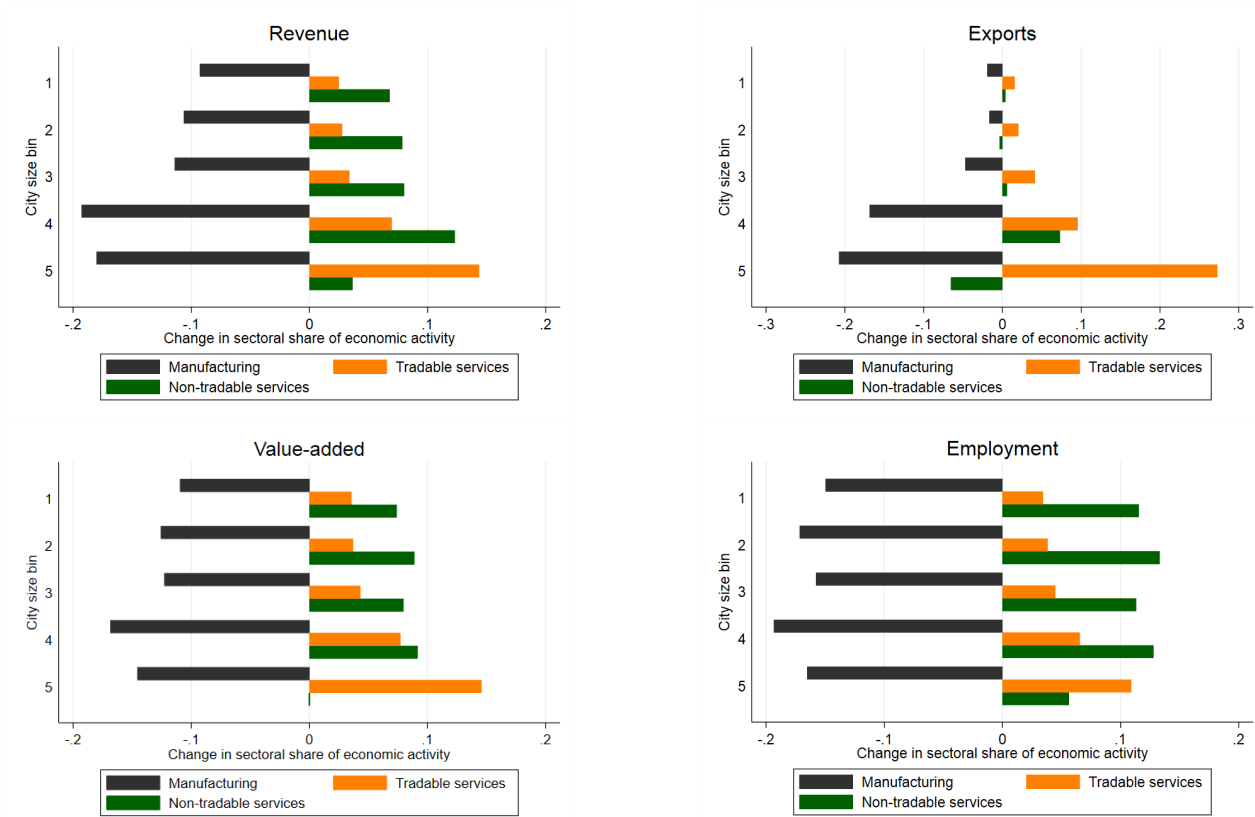 Revenue
City size bin
1
2
3
4
5
-.2 -.1 0 .1 .2
Change in sectoral share of economic activity
Manufacturing Tradable services
Non-tradable services
Exports
City size bin
1
2
3
4
5
-.3 -.2 -.1 0 .1 .2 .3
Change in sectoral share of economic activity
Manufacturing Tradable services
Non-tradable services
Value-added
City size bin
1
2
3
4
5
-.2 -.1 0 .1 .2
Change in sectoral share of economic activity
Manufacturing Tradable services
Non-tradable services
Employment
City size bin
1
2
3
4
5
-.2 -.1 0 .1 .2
Change in sectoral share of economic activity
Manufacturing Tradable services
Non-tradable services